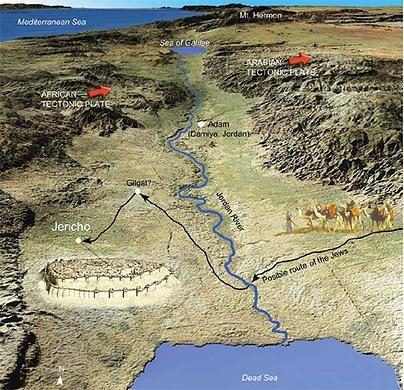 Mediterranean Sea
Mt. Hermon
Sea of Galilee
ARABIAN
TECTONIC PLATE
AFRICAN
TECTONIC PLATE
Adam
(Damiya, Jordan)
Gilgal?
Jordan River
Jericho
Possible route of the Jews
N
Dead Sea